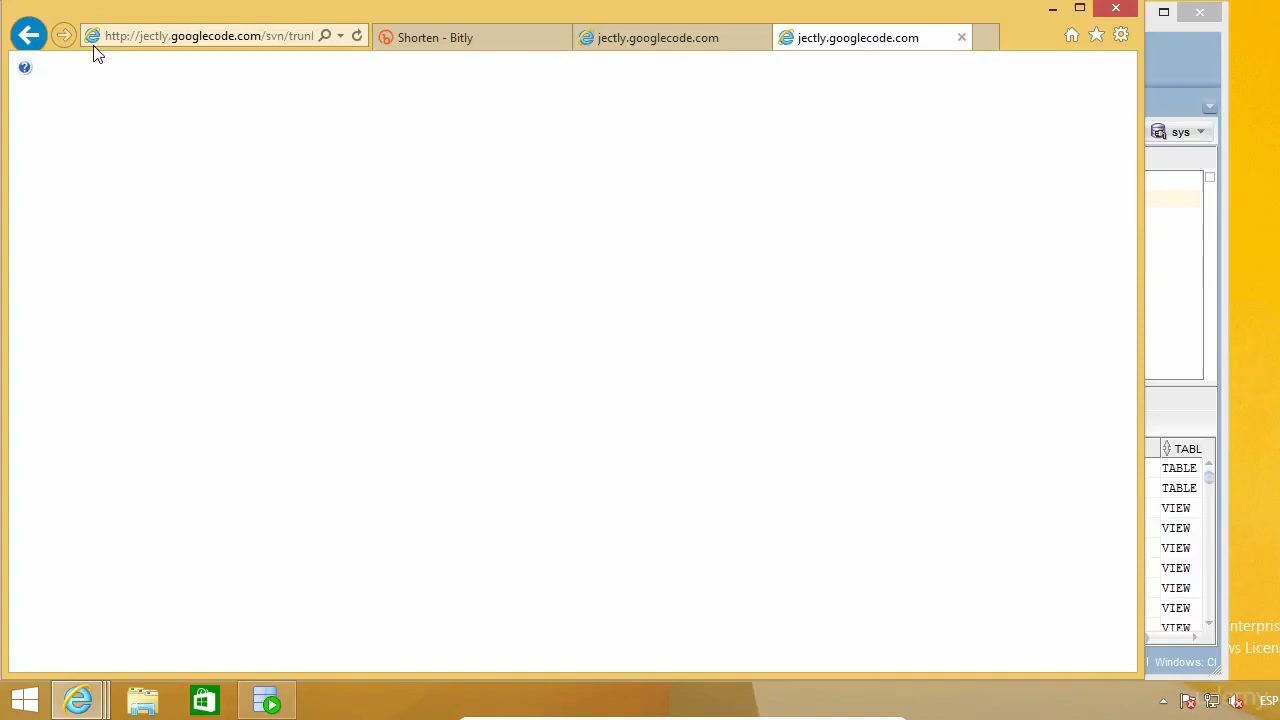 http://jectly.googlecode.com/svn/trunl
Shorten - Bitly
jectly.googlecode.com
jectly.googlecode.com
sys
TABL
TABLE
TABLE
VIEW
VIEW
VIEW
VIEW
VIEW
VIEW
VIEW
nterpris
ws Licen
Windows: Cl
ESP